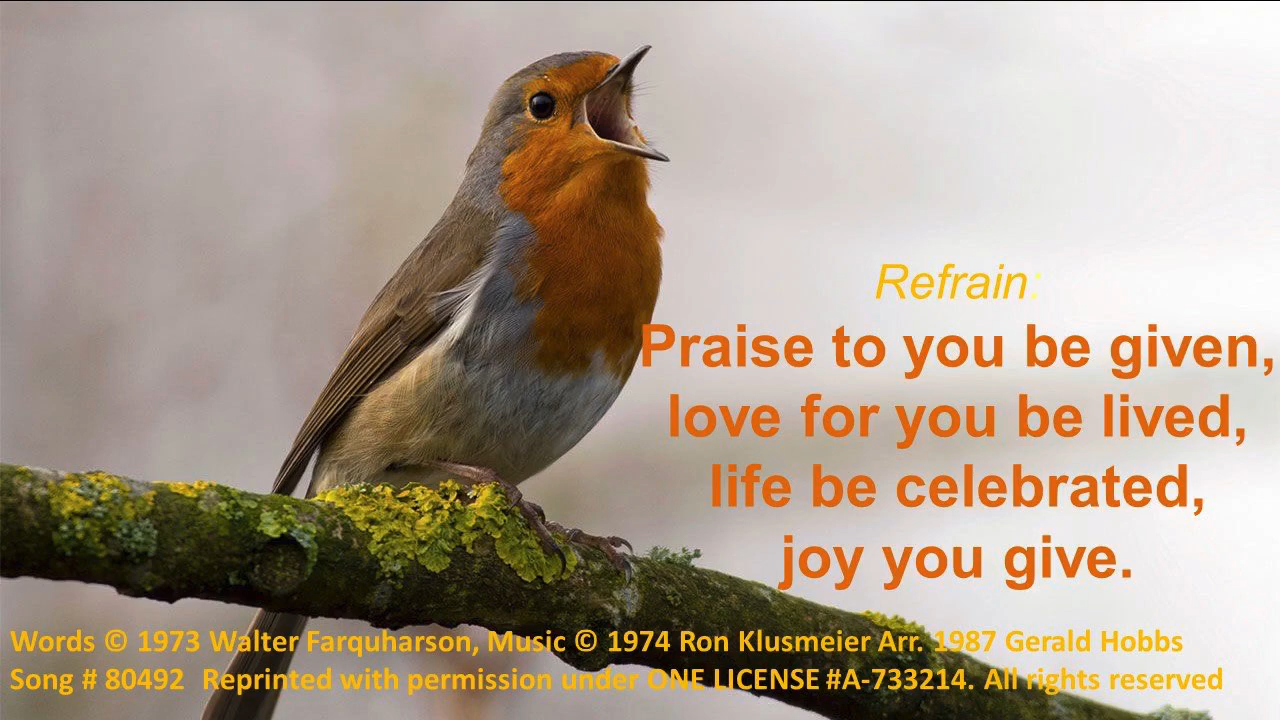 Refrain:
Praise to you be given,
love for you be lived,
life be celebrated,
joy you give.
Words © 1973 Walter Farquharson, Music © 1974 Ron Klusmeier Arr. 1987 Gerald Hobbs
Song # 80492  Reprinted with permission under ONE LICENSE #A-733214. All rights reserved